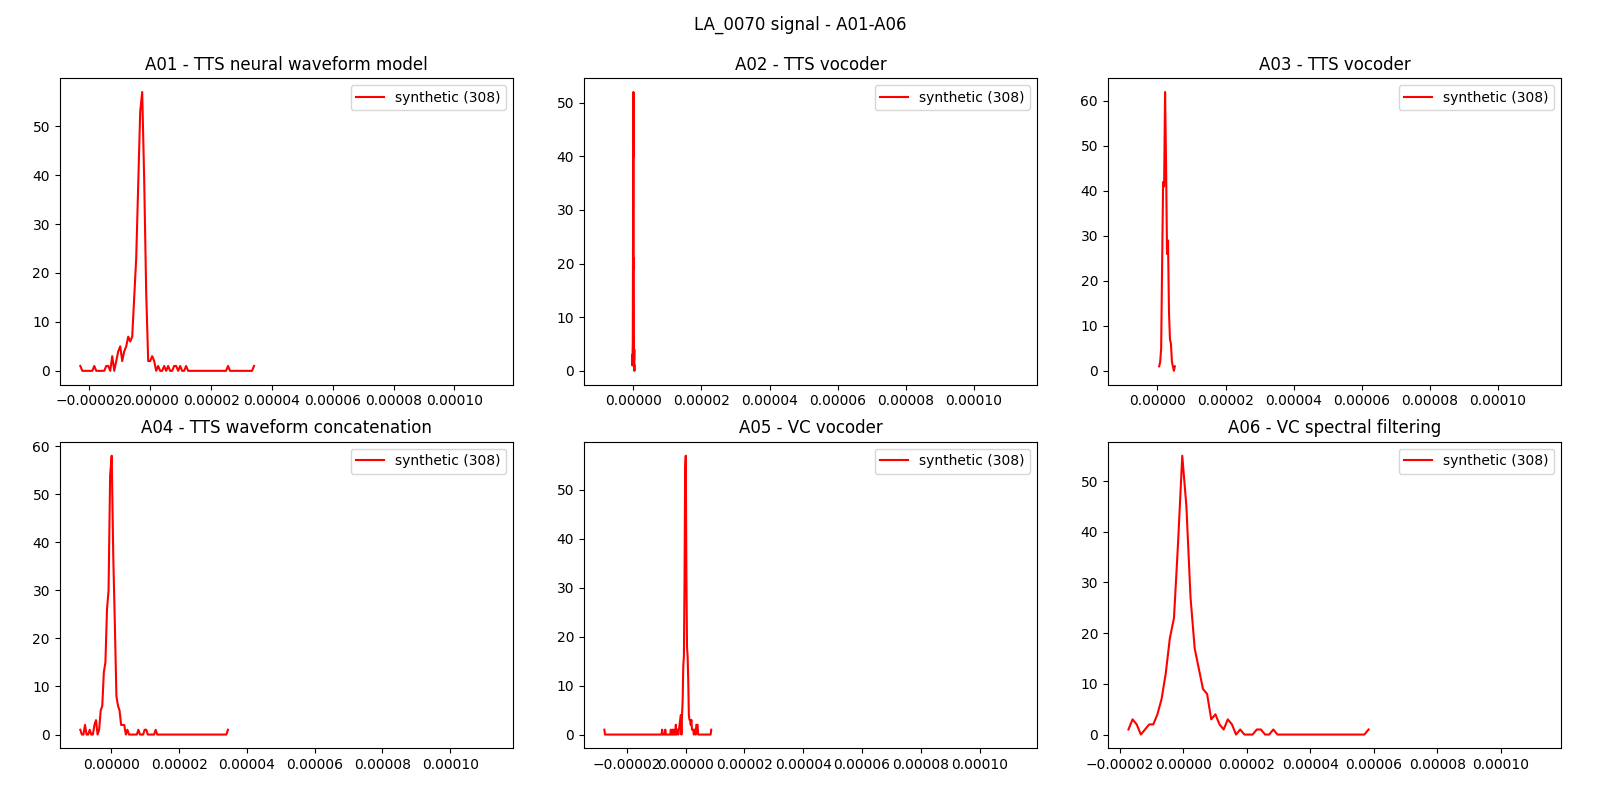 LA_0070 signal - A01-A06
A01 - TTS neural waveform model
synthetic (308)
50
40
30
20
10
0
−0.00002 0.00000 0.00002 0.00004 0.00006 0.00008 0.00010
A02 - TTS vocoder
synthetic (308)
50
40
30
20
10
0
0.00000 0.00002 0.00004 0.00006 0.00008 0.00010
A03 - TTS vocoder
synthetic (308)
60
50
40
30
20
10
0
0.00000 0.00002 0.00004 0.00006 0.00008 0.00010
A04 - TTS waveform concatenation
synthetic (308)
60
50
40
30
20
10
0
0.00000 0.00002 0.00004 0.00006 0.00008 0.00010
A05 - VC vocoder
synthetic (308)
50
40
30
20
10
0
−0.00002 0.00000 0.00002 0.00004 0.00006 0.00008 0.00010
A06 - VC spectral filtering
synthetic (308)
50
40
30
20
10
0
−0.00002 0.00000 0.00002 0.00004 0.00006 0.00008 0.00010